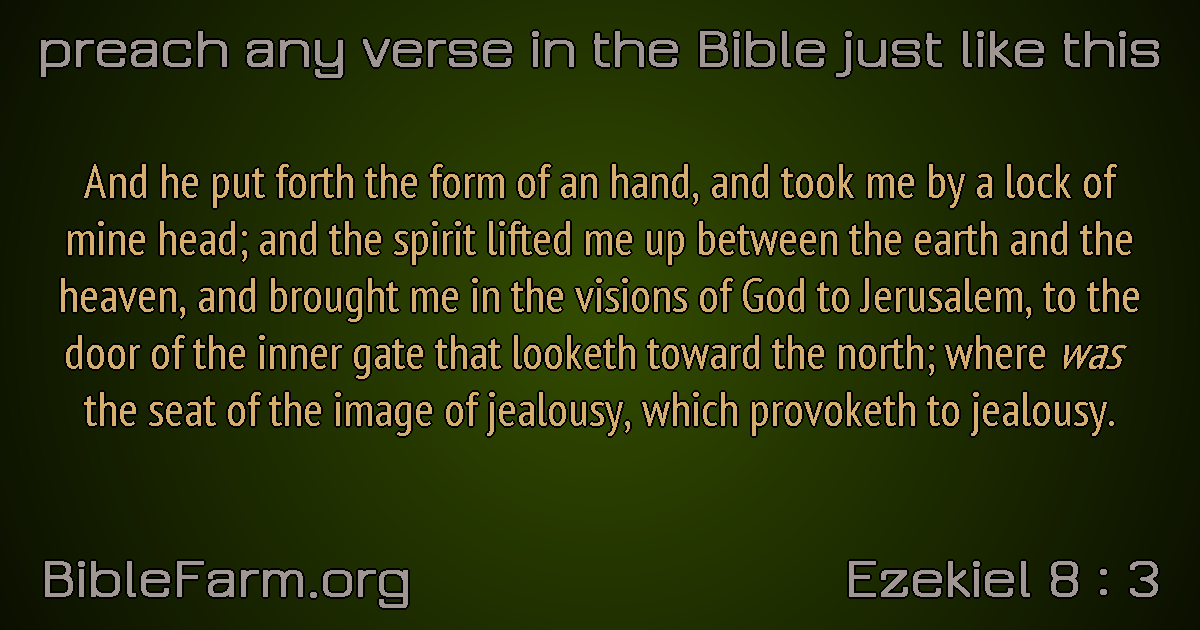 preach any verse in the Bible just like this
And he put forth the form of an hand, and took me by a lock of
mine head; and the spirit lifted me up between the earth and the
heaven, and brought me in the visions of God to Jerusalem, to the
door of the inner gate that looketh toward the north; where was
the seat of the image of jealousy, which provoketh to jealousy.
BibleFarm.org
Ezekiel 8 : 3